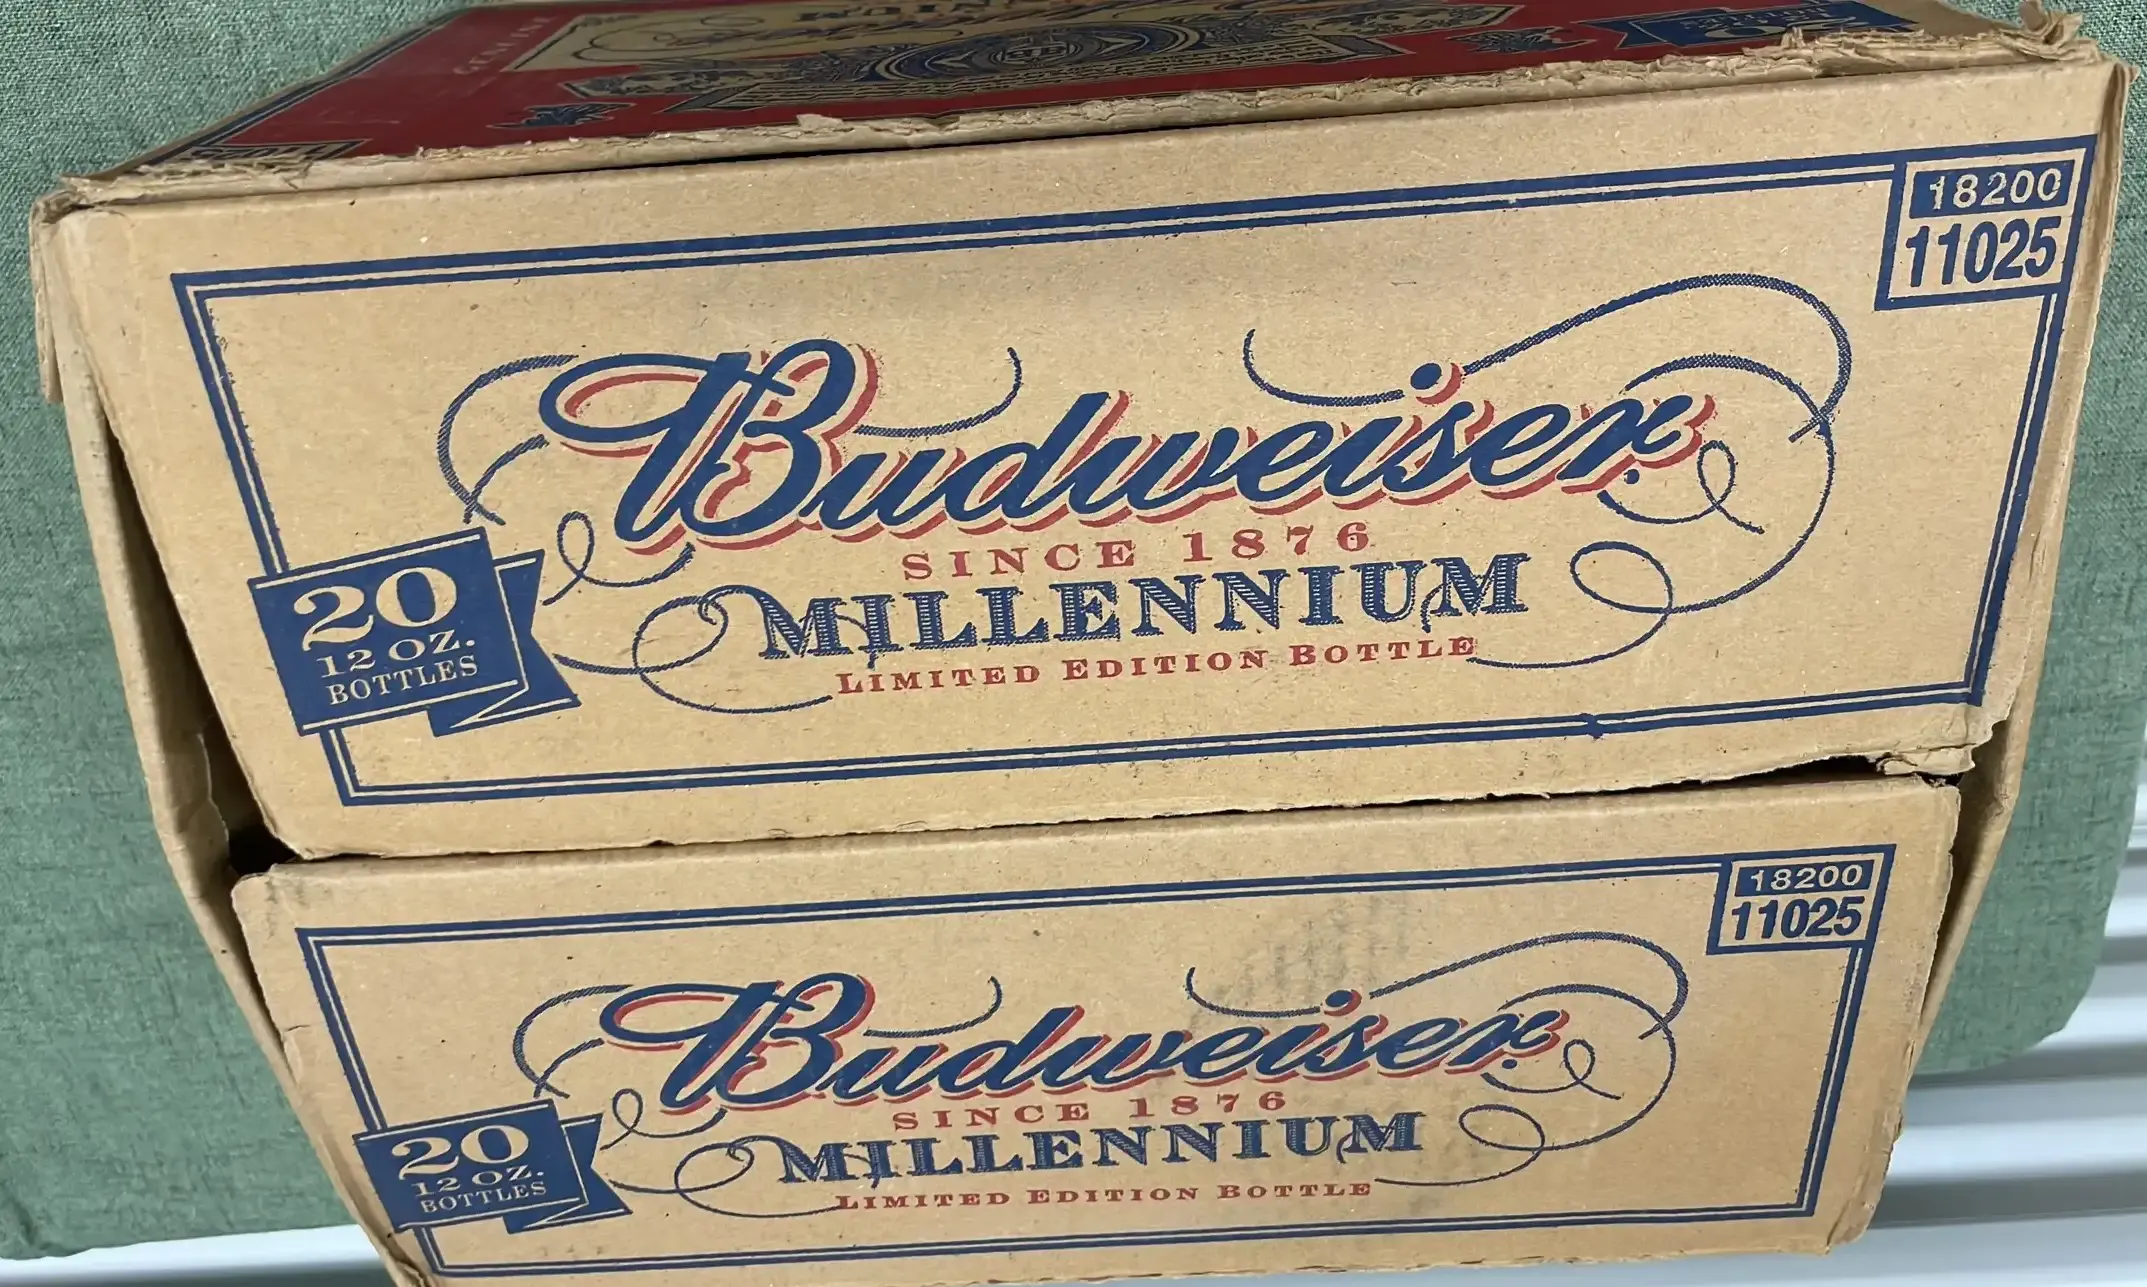 GENUINE
18200
11025
Budweiser
SINCE 1876
MILLENNIUM
LIMITED EDITION BOTTLE
20
12 OZ.
BOTTLES
18200
11025
Budweiser
SINCE 1876
MILLENNIUM
LIMITED EDITION BOTTLE
20
12 OZ.
BOTTLES